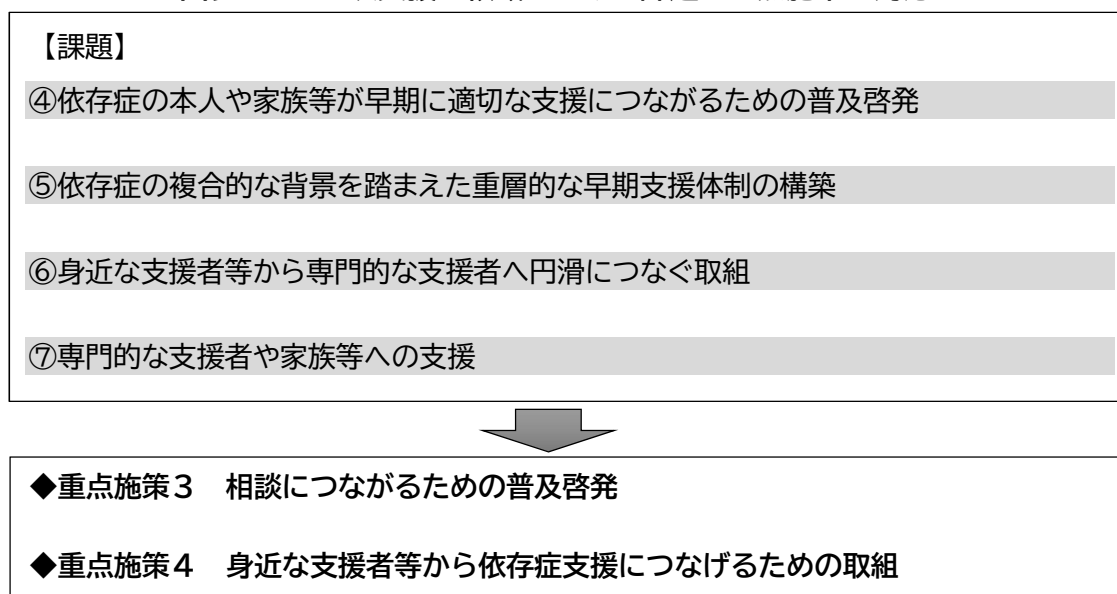 【課題】
④依存症の本人や家族等が早期に適切な支援につながるための普及啓発
⑤依存症の複合的な背景を踏まえた重層的な早期支援体制の構築
⑥身近な支援者等から専門的な支援者へ円滑につなぐ取組
⑦専門的な支援者や家族等への支援
◆重点施策３　相談につながるための普及啓発
◆重点施策４　身近な支援者等から依存症支援につなげるための取組